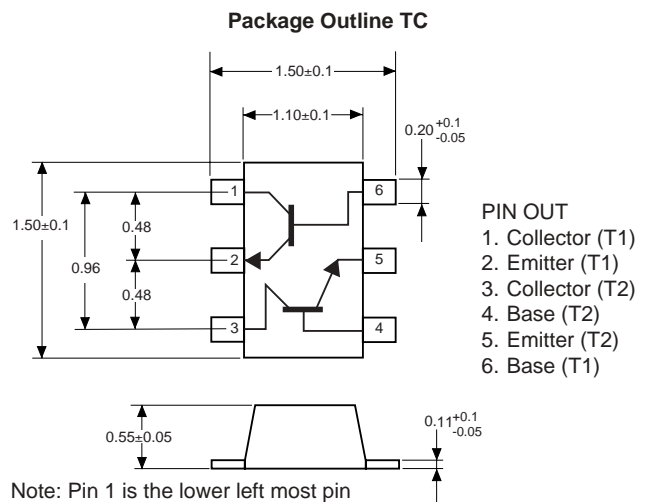 Package Outline TC
1.50±0.1
1.10±0.1
0.20 +0.1 -0.05
1
6
1.50±0.1
0.48
2
5
0.96
0.48
3
4
PIN OUT
1. Collector (T1)
2. Emitter (T1)
3. Collector (T2)
4. Base (T2)
5. Emitter (T2)
6. Base (T1)
0.55±0.05
0.11 +0.1 -0.05
Note: Pin 1 is the lower left most pin